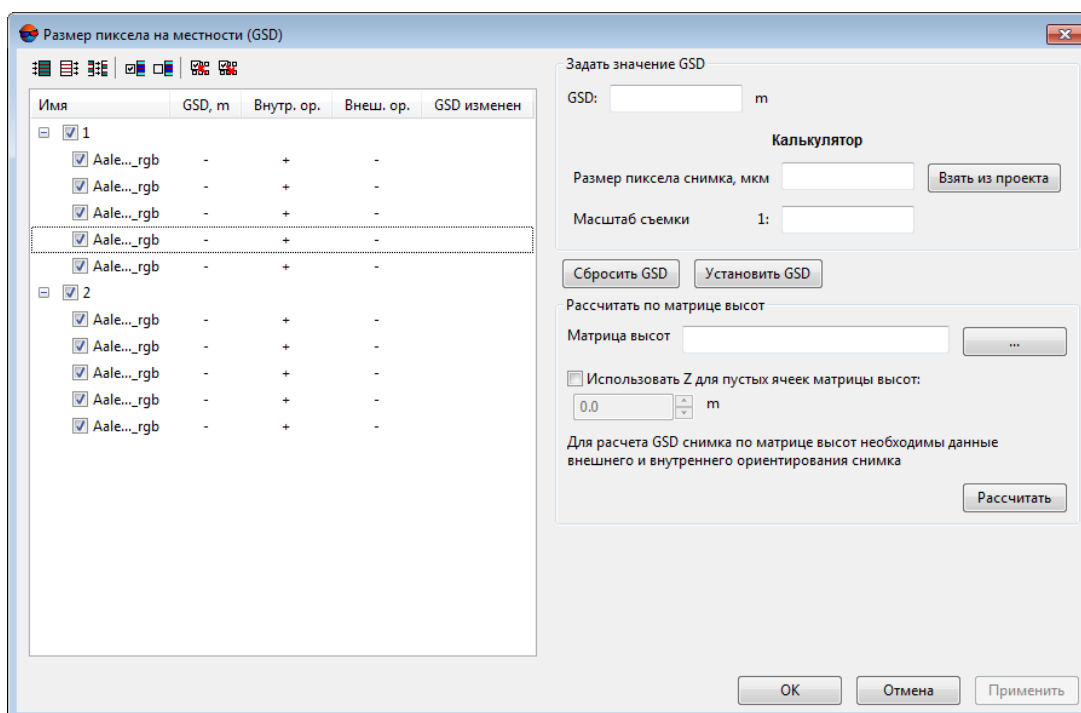 Размер пиксела на местности (GSD)
Имя GSD, m Внутр. ор. Внеш. ор. GSD изменен
1
Aale..._rgb - + -
Aale..._rgb - + -
Aale..._rgb - + -
Aale..._rgb - + -
Aale..._rgb - + -
2
Aale..._rgb - + -
Aale..._rgb - + -
Aale..._rgb - + -
Aale..._rgb - + -
Aale..._rgb - + -
Задать значение GSD
GSD: m
Калькулятор
Размер пиксела снимка, мкм Взять из проекта
Масштаб съемки 1:
Сбросить GSD Установить GSD
Рассчитать по матрице высот
Матрица высот ...
Использовать Z для пустых ячеек матрицы высот:
0.0 m
Для расчета GSD снимка по матрице высот необходимы данные
внешнего и внутреннего ориентирования снимка
Рассчитать
OK Отмена Применить